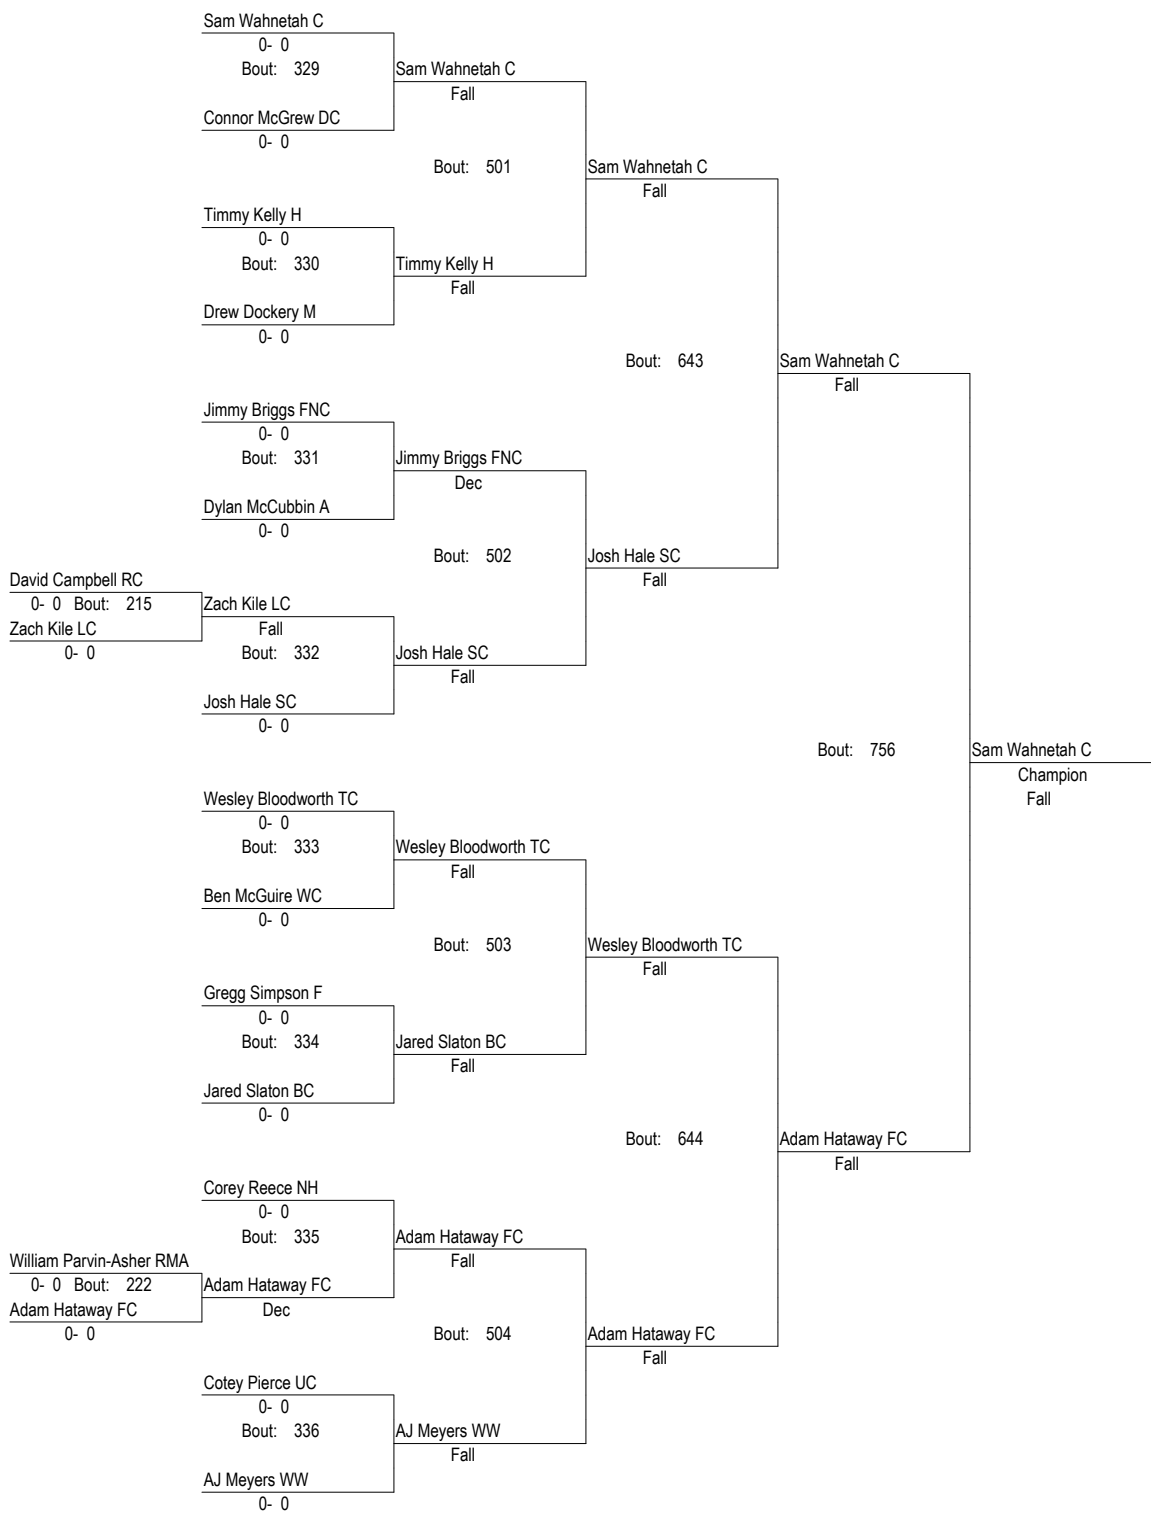 Sam Wahnetah C
0- 0
Bout: 329
Sam Wahnetah C
Fall
Connor McGrew DC
0- 0
Bout: 501
Sam Wahnetah C
Fall
Timmy Kelly H
0- 0
Bout: 330
Timmy Kelly H
Fall
Drew Dockery M
0- 0
Bout: 643
Sam Wahnetah C
Fall
Jimmy Briggs FNC
0- 0
Bout: 331
Jimmy Briggs FNC
Dec
Dylan McCubbin A
0- 0
Bout: 502
Josh Hale SC
Fall
David Campbell RC
0- 0 Bout: 215
Zach Kile LC
Fall
Zach Kile LC
0- 0
Bout: 332
Josh Hale SC
Fall
Josh Hale SC
0- 0
Bout: 756
Sam Wahnetah C
Champion
Fall
Wesley Bloodworth TC
0- 0
Bout: 333
Wesley Bloodworth TC
Fall
Ben McGuire WC
0- 0
Bout: 503
Wesley Bloodworth TC
Fall
Gregg Simpson F
0- 0
Bout: 334
Jared Slaton BC
Fall
Jared Slaton BC
0- 0
Bout: 644
Adam Hataway FC
Fall
Corey Reece NH
0- 0
Bout: 335
Adam Hataway FC
Fall
William Parvin-Asher RMA
0- 0 Bout: 222
Adam Hataway FC
Dec
Adam Hataway FC
0- 0
Bout: 504
Adam Hataway FC
Fall
Cotey Pierce UC
0- 0
Bout: 336
AJ Meyers WW
Fall
AJ Meyers WW
0- 0